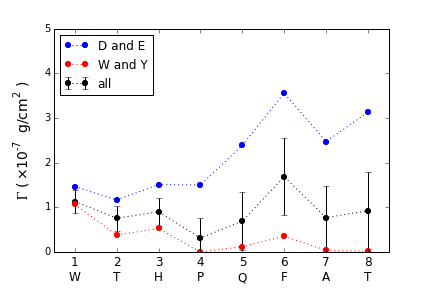 5
4
3
2
1
0
Γ ( ×10⁻⁷ g/cm² )
D and E
W and Y
all
1 2 3 4 5 6 7 8
W T H P Q F A T